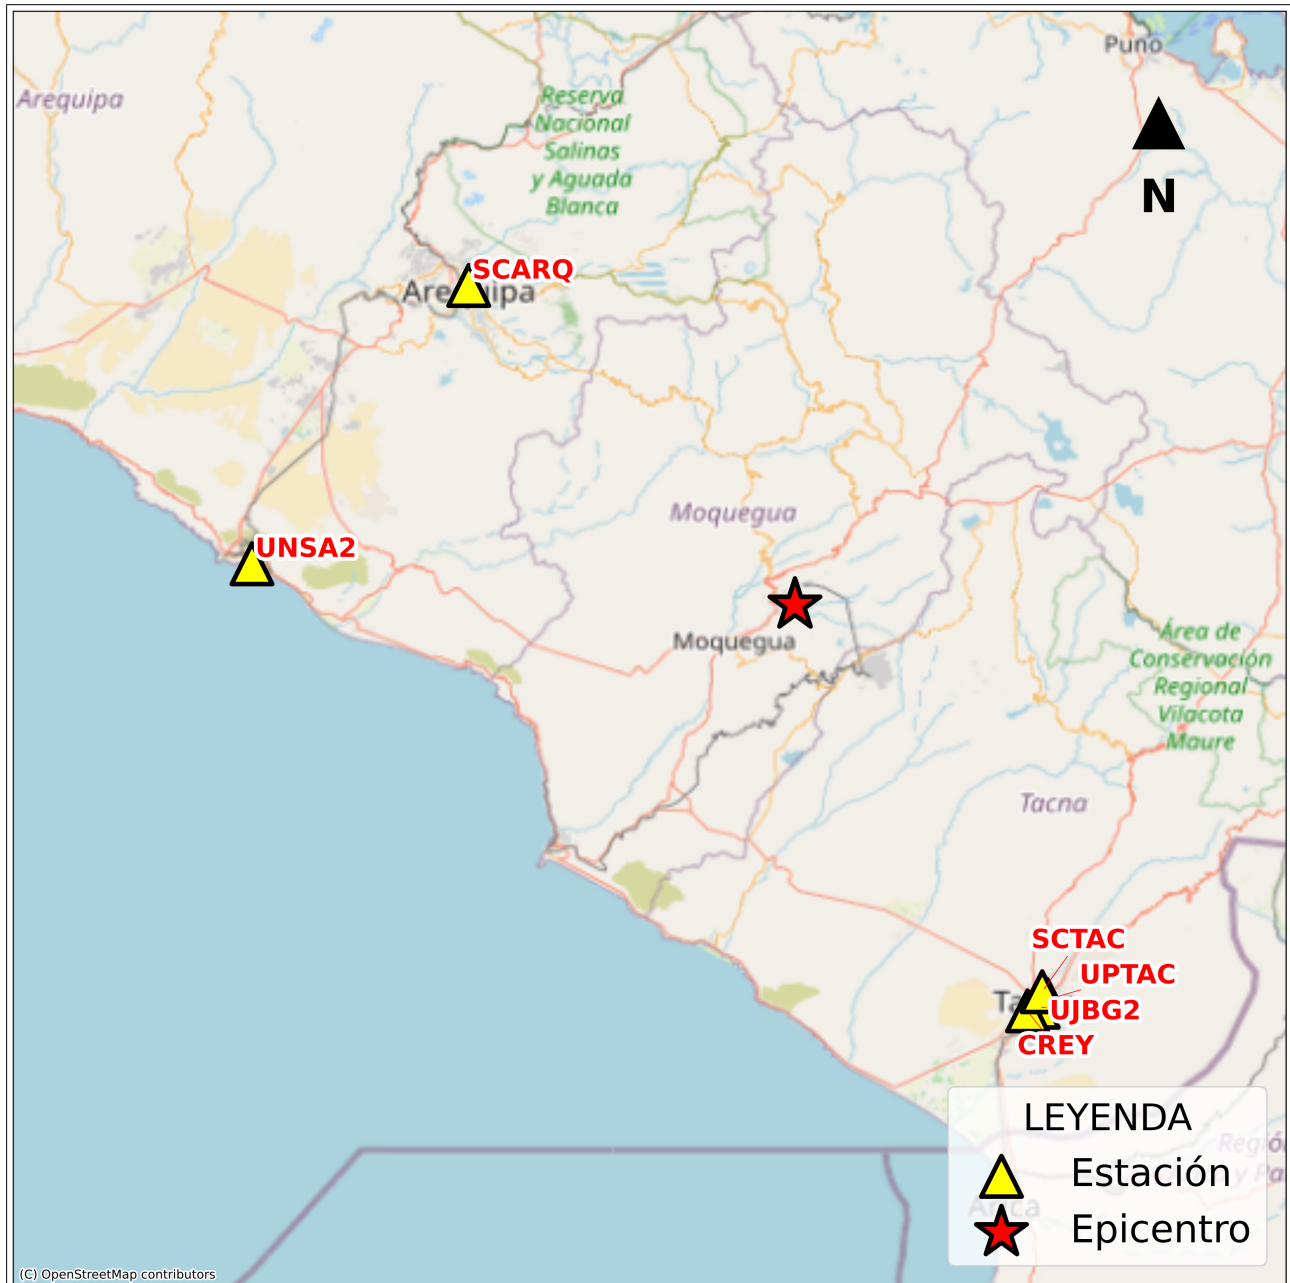 Puno
Arequipa
Reserva
Nacional
Salinas
y Aguada
Blanca
N
SCARQ
Arequipa
Moquegua
UNSA2
Moquegua
Área de
Conservación
Regional
Vilacota
Maure
Tacna
SCTAC
UPTAC
UJBG2
CREY
LEYENDA
Estación
Epicentro
(C) OpenStreetMap contributors